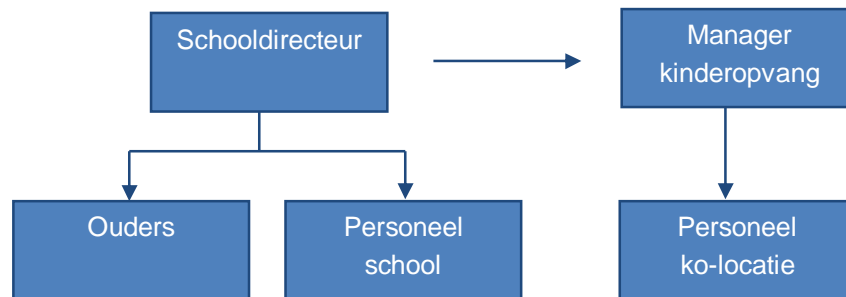 Schooldirecteur
Manager
kinderopvang
Ouders
Personeel
school
Personeel
ko-locatie